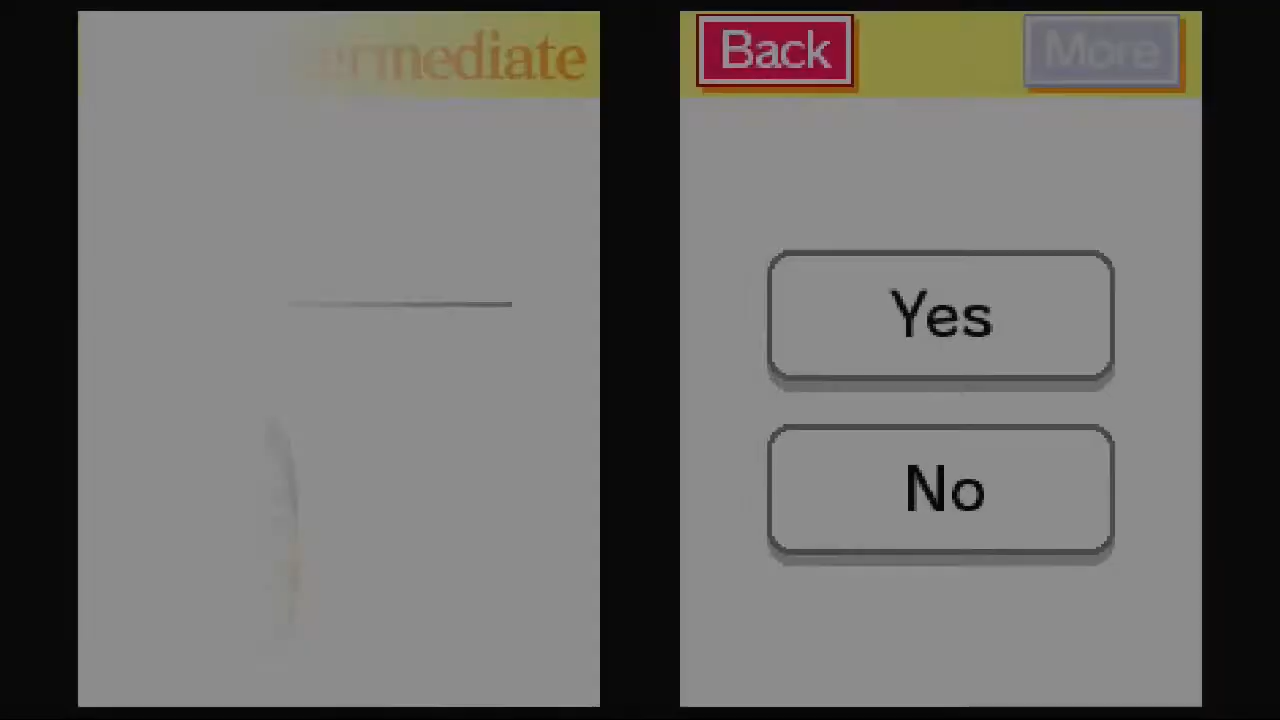 ermediate
Back
More
Yes
No